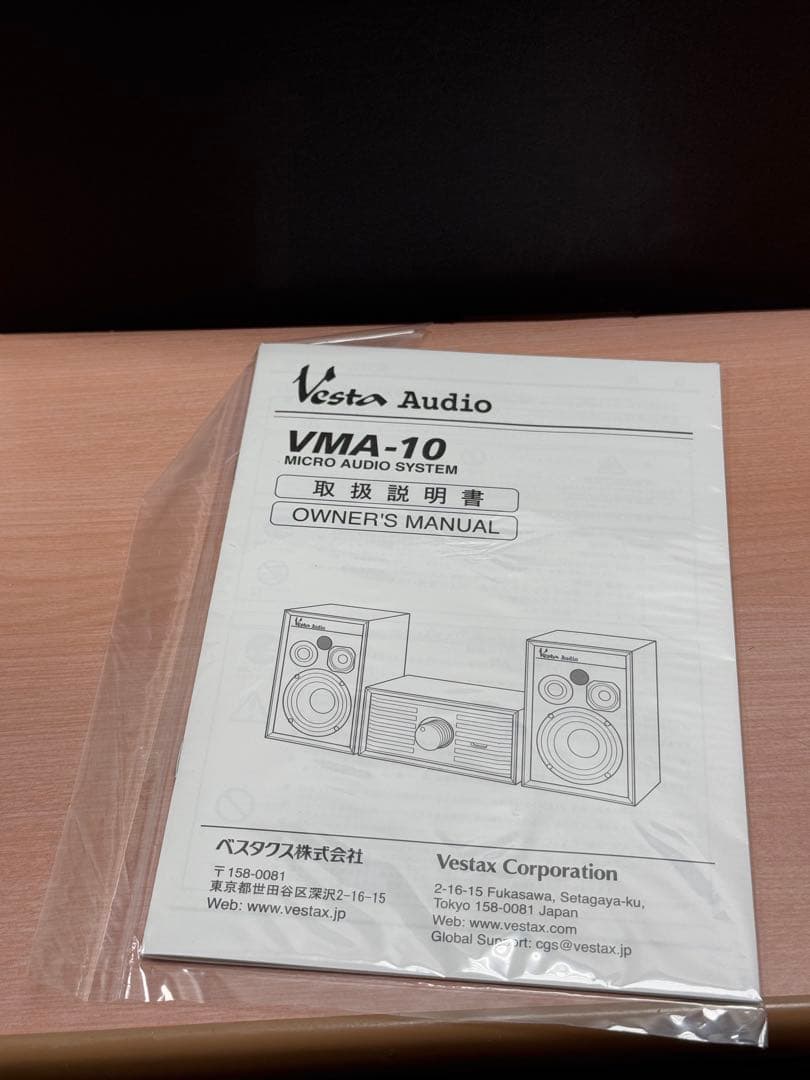 Vesta Audio
VMA-10
MICRO AUDIO SYSTEM
取扱説明書
OWNER'S MANUAL
Vesta Audio
Vesta Audio
ベスタクス株式会社
〒158-0081
東京都世田谷区深沢2-16-15
Web: www.vestax.jp
Vestax Corporation
2-16-15 Fukasawa, Setagaya-ku,
Tokyo 158-0081 Japan
Web: www.vestax.com
Global Support: cgs@vestax.jp